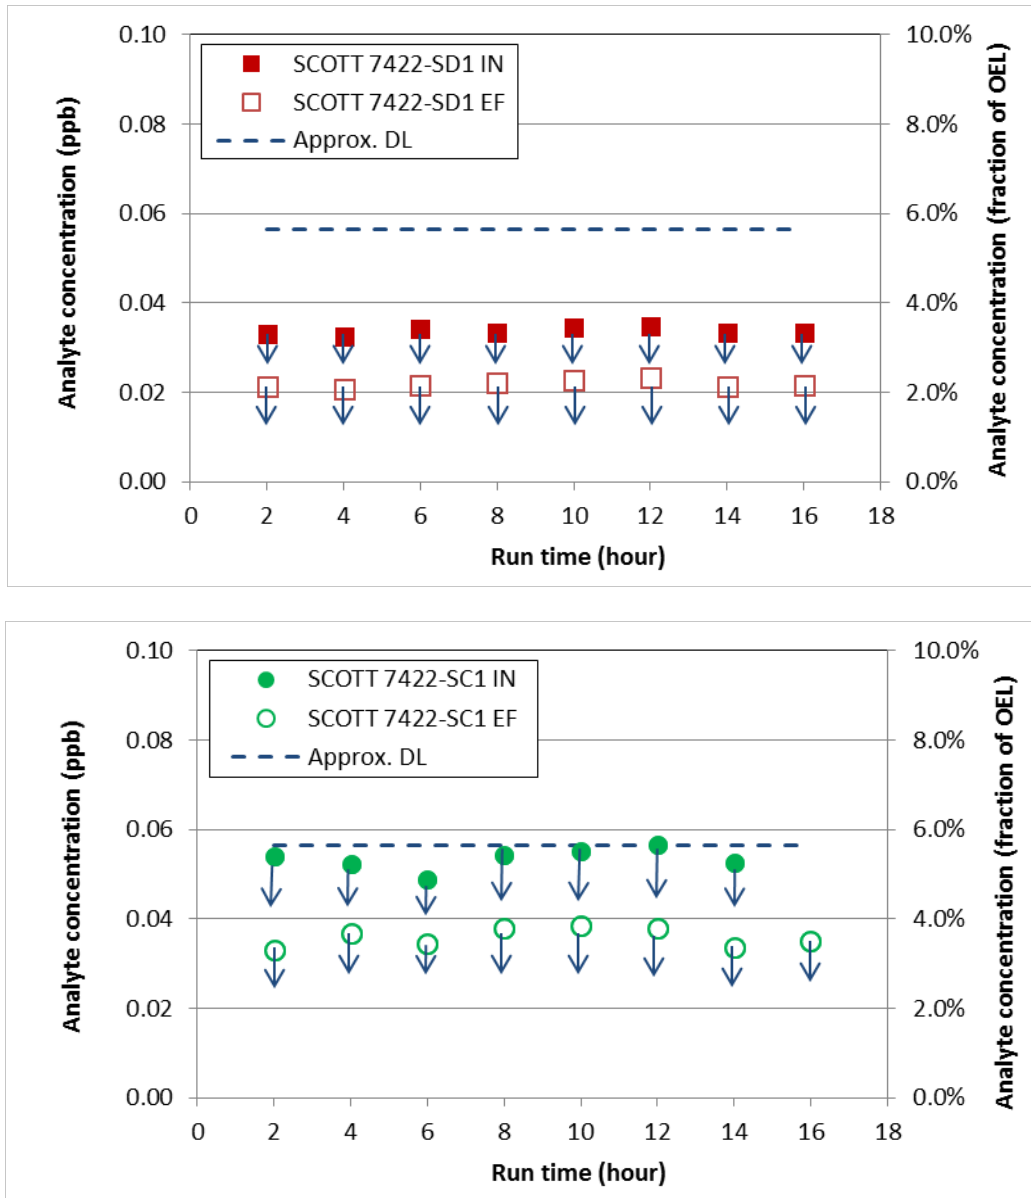 SCOTT 7422-SD1 IN
SCOTT 7422-SD1 EF
Approx. DL
Analyte concentration (ppb)
0.10
0.08
0.06
0.04
0.02
0.00
10.0%
8.0%
6.0%
4.0%
2.0%
0.0%
Analyte concentration (fraction of OEL)
0 2 4 6 8 10 12 14 16 18
Run time (hour)
SCOTT 7422-SC1 IN
SCOTT 7422-SC1 EF
Approx. DL
Analyte concentration (ppb)
0.10
0.08
0.06
0.04
0.02
0.00
10.0%
8.0%
6.0%
4.0%
2.0%
0.0%
Analyte concentration (fraction of OEL)
0 2 4 6 8 10 12 14 16 18
Run time (hour)